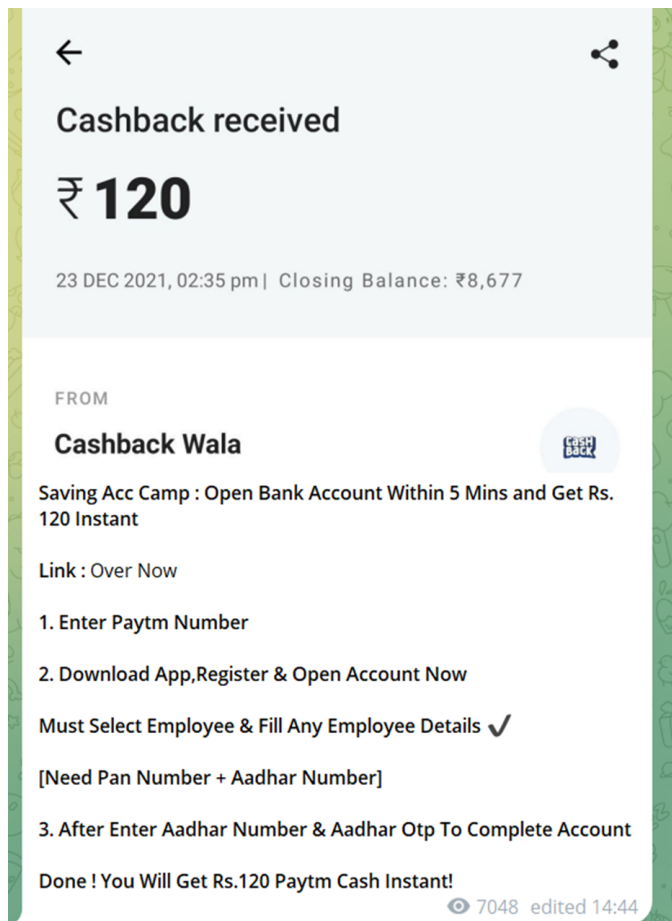 Cashback received
₹ 120
23 DEC 2021, 02:35 pm | Closing Balance: ₹8,677
FROM
Cashback Wala
CASH
BACK
Saving Acc Camp : Open Bank Account Within 5 Mins and Get Rs.
120 Instant
Link : Over Now
1. Enter Paytm Number
2. Download App,Register & Open Account Now
Must Select Employee & Fill Any Employee Details ✔
[Need Pan Number + Aadhar Number]
3. After Enter Aadhar Number & Aadhar Otp To Complete Account
Done ! You Will Get Rs.120 Paytm Cash Instant!
7048 edited 14:44